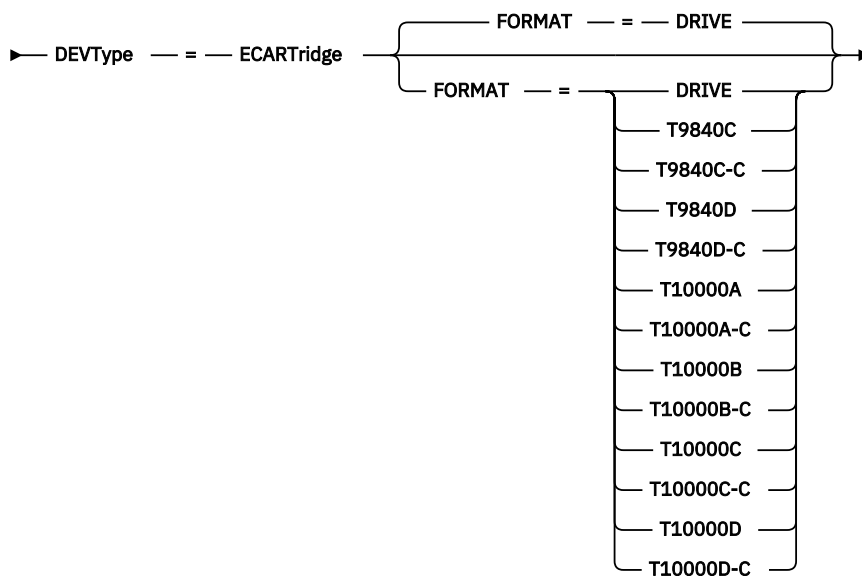 FORMAT = DRIVE
DEVType = ECARTridge
FORMAT = DRIVE
T9840C
T9840C-C
T9840D
T9840D-C
T10000A
T10000A-C
T10000B
T10000B-C
T10000C
T10000C-C
T10000D
T10000D-C